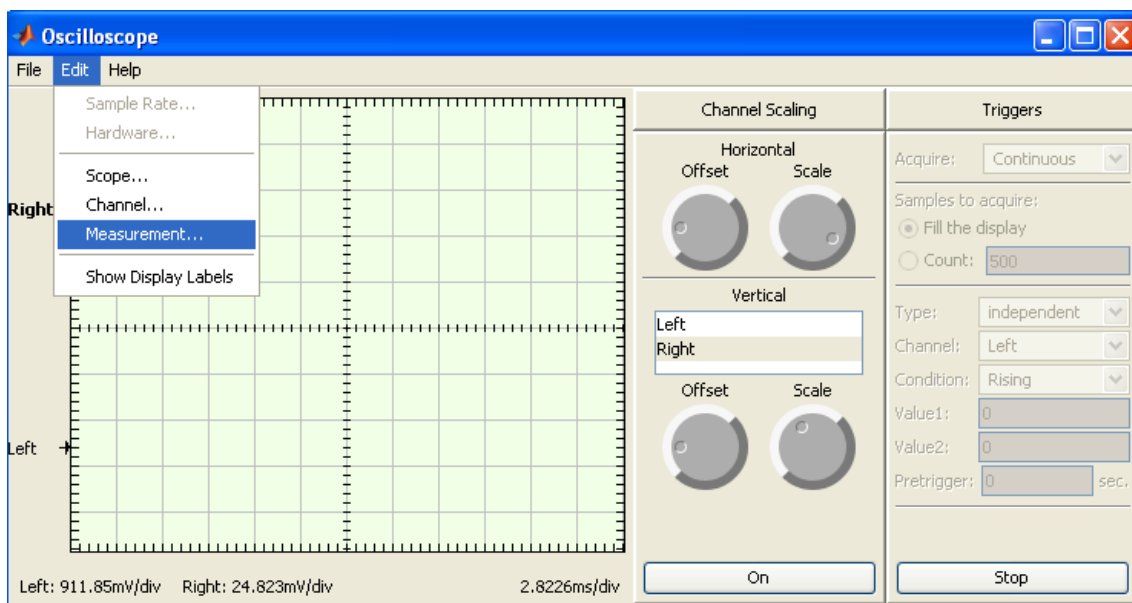 Oscilloscope
File Edit Help
Sample Rate...
Hardware...
Scope...
Channel...
Measurement...
Show Display Labels
Right
Left
Left: 911.85mV/div Right: 24.823mV/div 2.8226ms/div
Channel Scaling
Horizontal
Offset Scale
Vertical
Left
Right
Offset Scale
On
Triggers
Acquire: Continuous
Samples to acquire:
Fill the display
Count: 500
Type: independent
Channel: Left
Condition: Rising
Value1: 0
Value2: 0
Pretrigger: 0 sec.
Stop